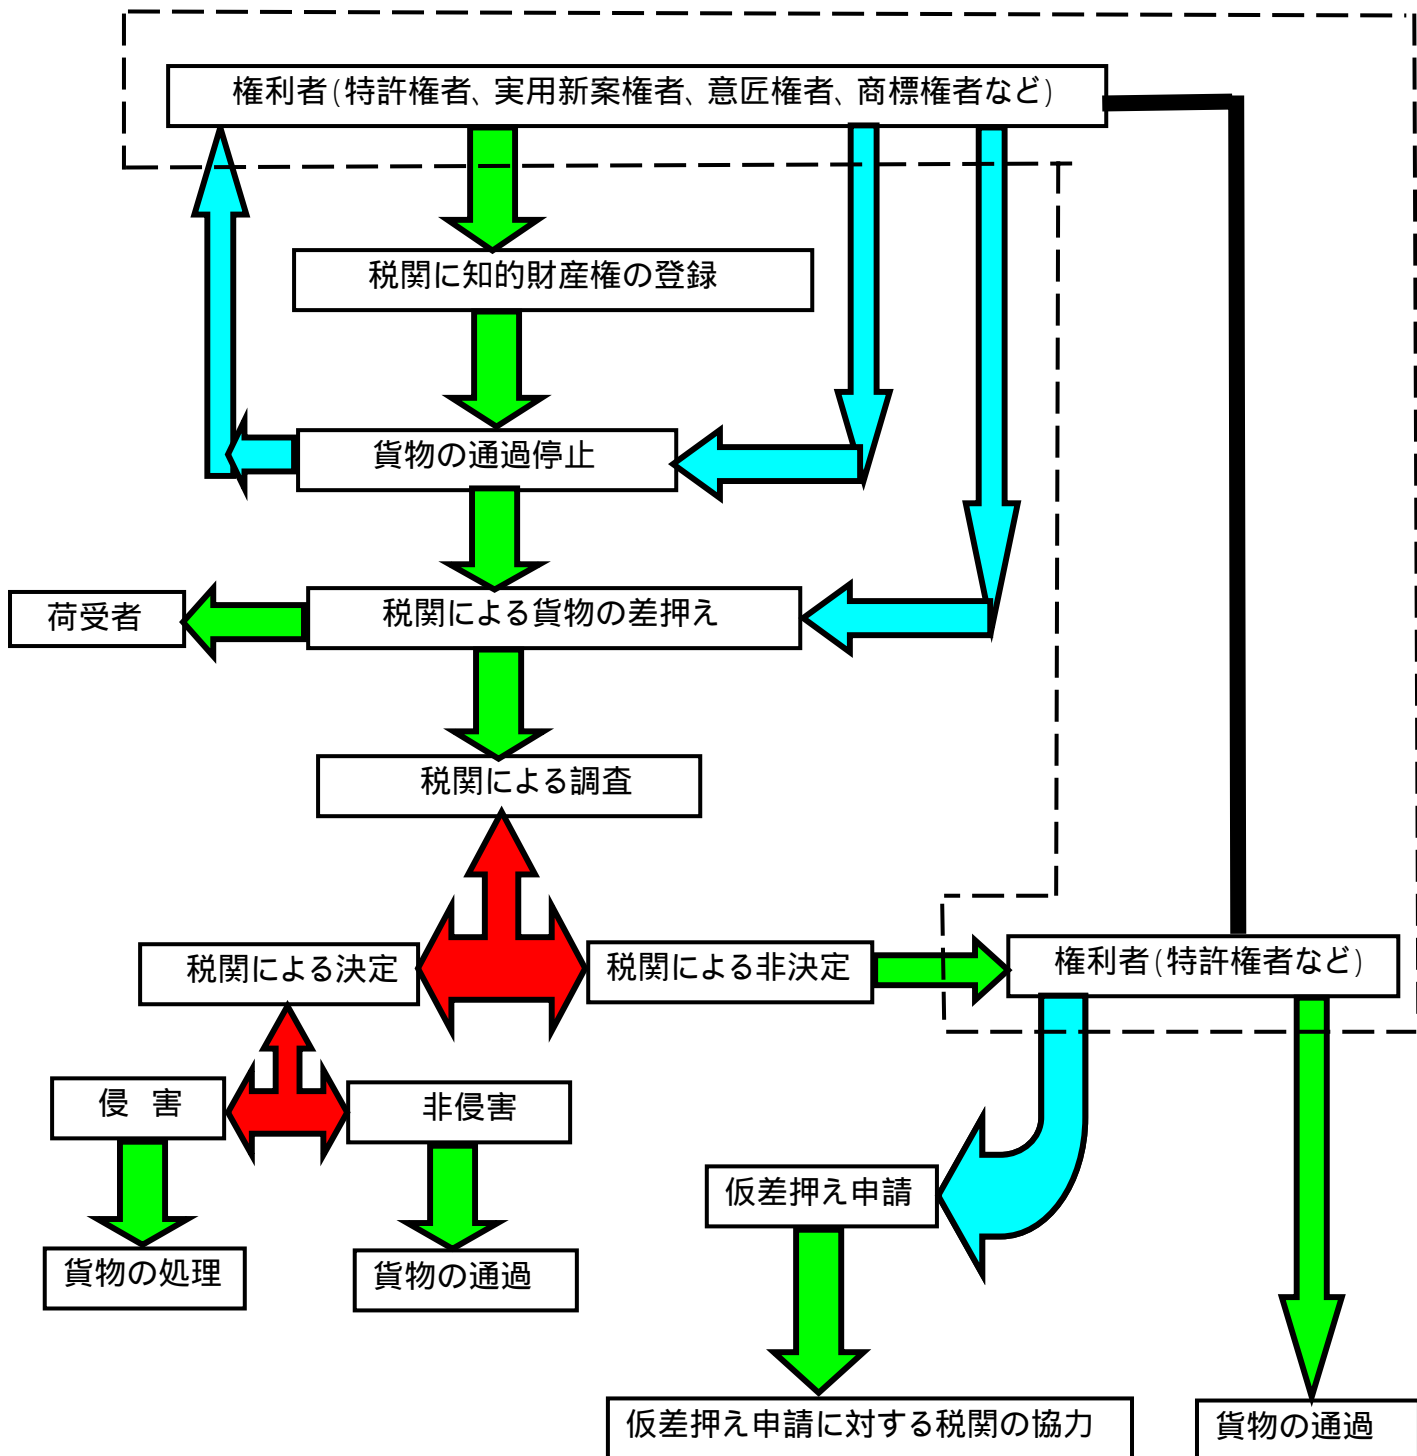 権利者(特許権者、実用新案権者、意匠権者、商標権者など)
税関に知的財産権の登録
貨物の通過停止
荷受者
税関による貨物の差押え
税関による調査
税関による決定
税関による非決定
権利者(特許権者など)
侵 害
非侵害
仮差押え申請
貨物の処理
貨物の通過
仮差押え申請に対する税関の協力
貨物の通過